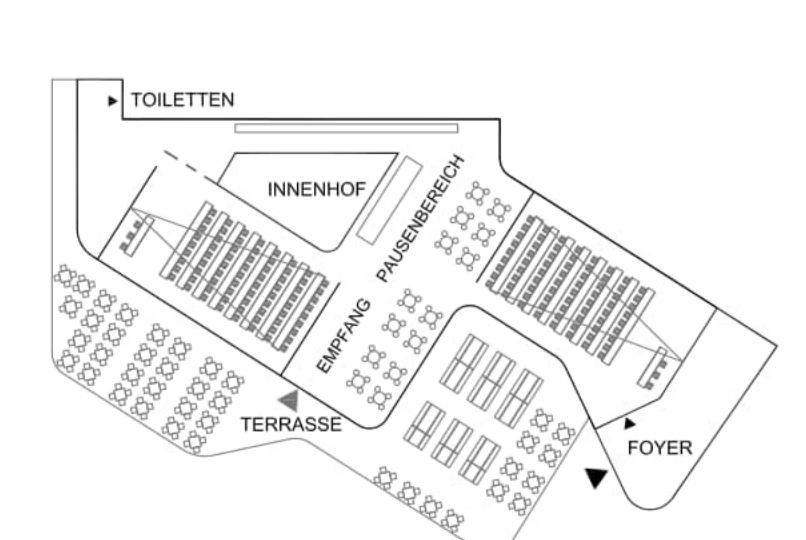 TOILETTEN
INNENHOF
PAUSENBEREICH
EMPFANG
TERRASSE
FOYER